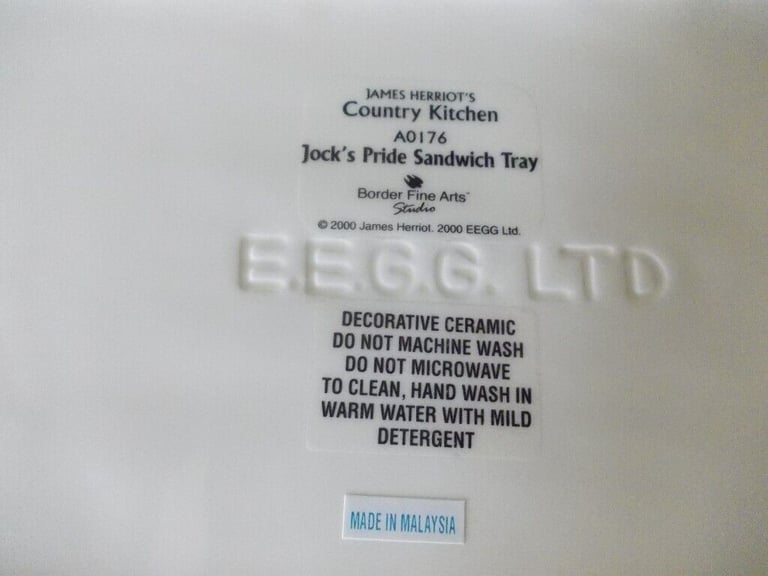 JAMES HERRIOT'S
Country Kitchen
A0176
Jock's Pride Sandwich Tray
Border Fine Arts™
Studio
© 2000 James Herriot. 2000 EEGG Ltd.
E.E.G.G. LTD
DECORATIVE CERAMIC
DO NOT MACHINE WASH
DO NOT MICROWAVE
TO CLEAN, HAND WASH IN
WARM WATER WITH MILD
DETERGENT
MADE IN MALAYSIA